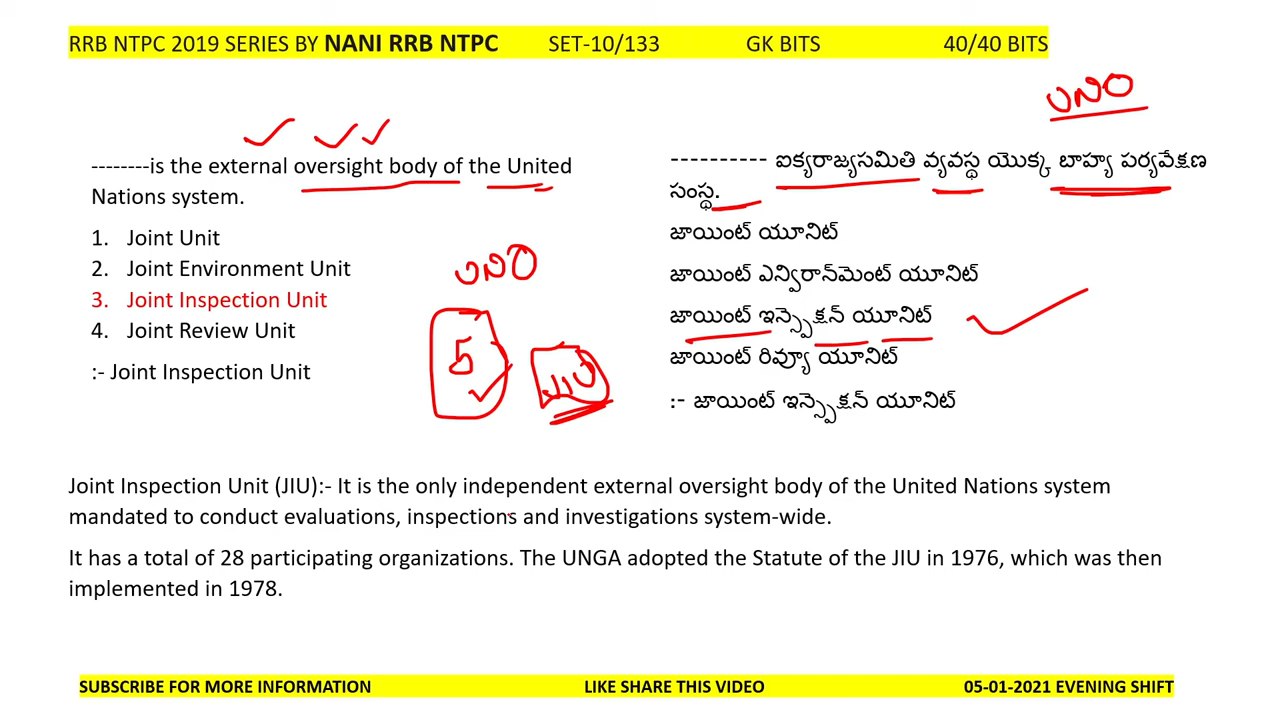 RRB NTPC 2019 SERIES BY NANI RRB NTPC SET-10/133 GK BITS 40/40 BITS
UNO
--------is the external oversight body of the United
Nations system.
1. Joint Unit
2. Joint Environment Unit
3. Joint Inspection Unit
4. Joint Review Unit
:- Joint Inspection Unit
UNO
5
JIU
---------- ఐక్యరాజ్యసమితి వ్యవస్థ యొక్క బాహ్య పర్యవేక్షణ
సంస్థ.
జాయింట్ యూనిట్
జాయింట్ ఎన్విరాన్‌మెంట్ యూనిట్
జాయింట్ ఇన్స్పెక్షన్ యూనిట్
జాయింట్ రివ్యూ యూనిట్
:- జాయింట్ ఇన్స్పెక్షన్ యూనిట్
Joint Inspection Unit (JIU):- It is the only independent external oversight body of the United Nations system
mandated to conduct evaluations, inspections and investigations system-wide.
It has a total of 28 participating organizations. The UNGA adopted the Statute of the JIU in 1976, which was then
implemented in 1978.
SUBSCRIBE FOR MORE INFORMATION LIKE SHARE THIS VIDEO 05-01-2021 EVENING SHIFT